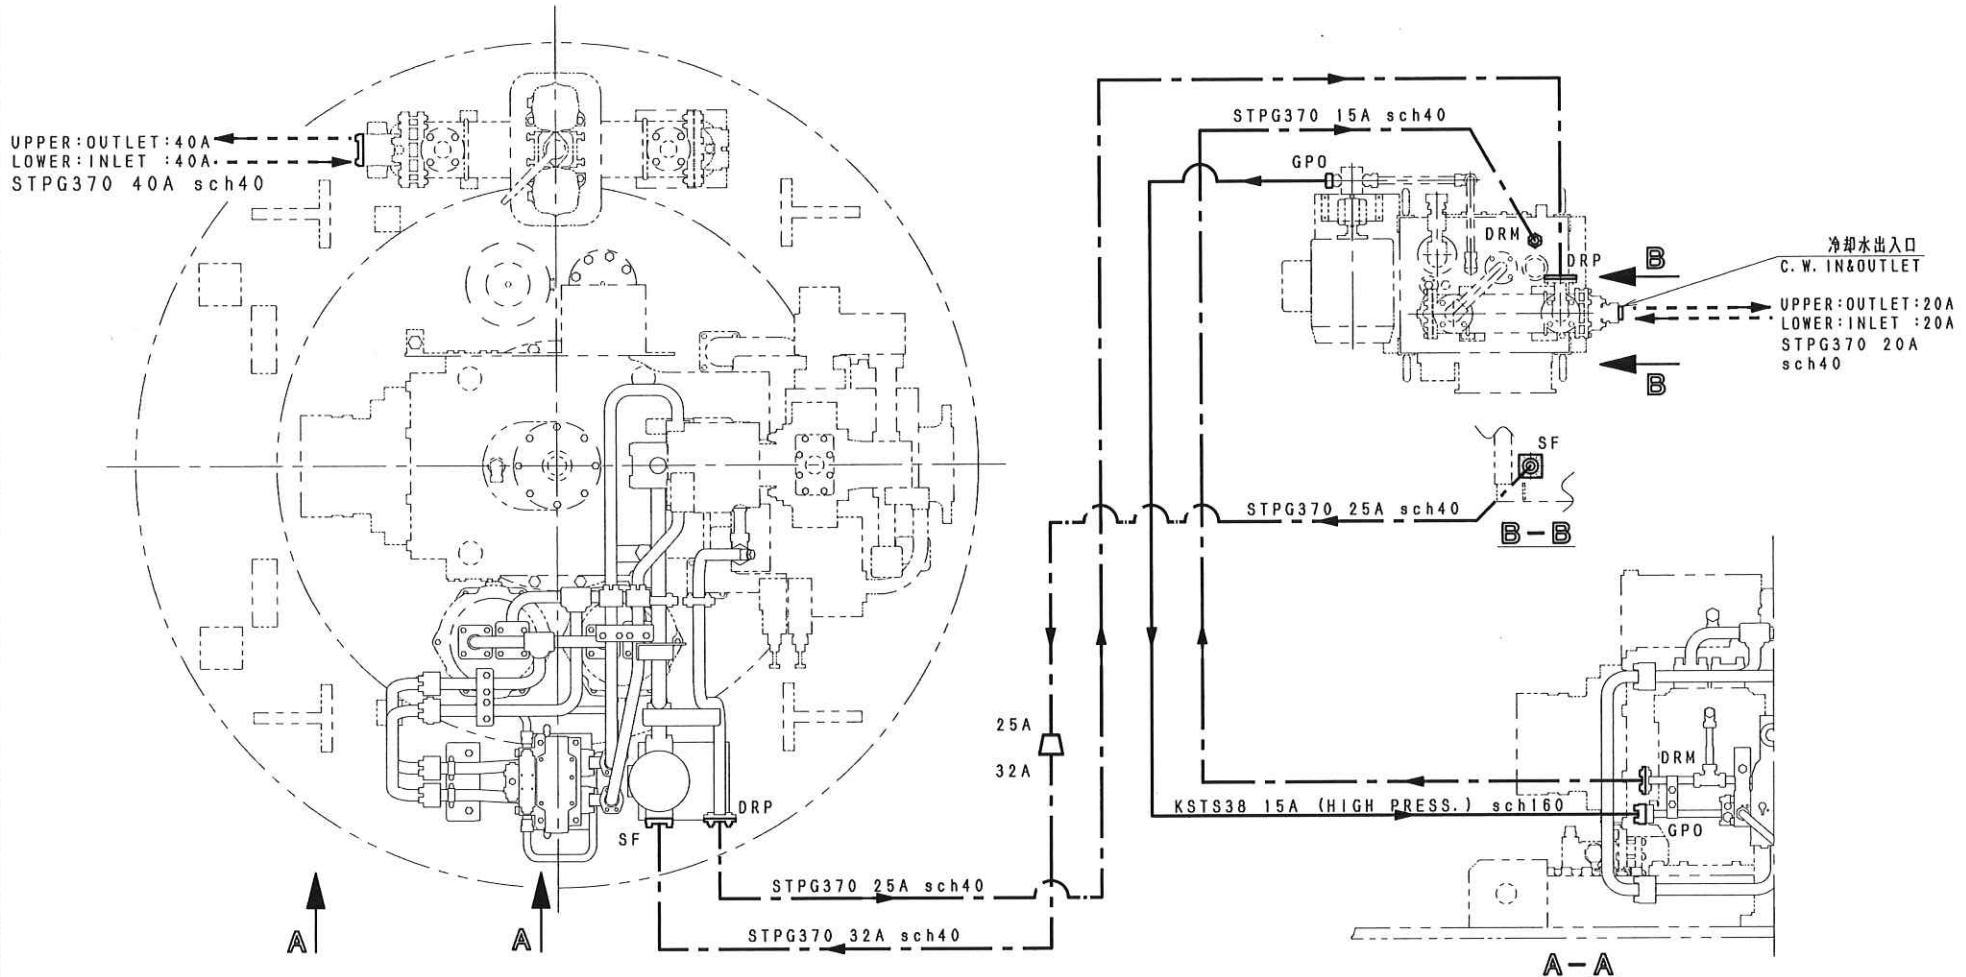 UPPER:OUTLET:40A
LOWER:INLET :40A
STPG370 40A sch40
STPG370 15A sch40
GPO
DRM
DRP
B
冷却水出入口
C.W.IN&OUTLET
UPPER:OUTLET:20A
LOWER:INLET :20A
STPG370 20A
sch40
B
SF
STPG370 25A sch40
B-B
25A
32A
DRM
KSTS38 15A (HIGH PRESS.) sch160
GPO
DRP
SF
STPG370 25A sch40
STPG370 32A sch40
A
A
A-A